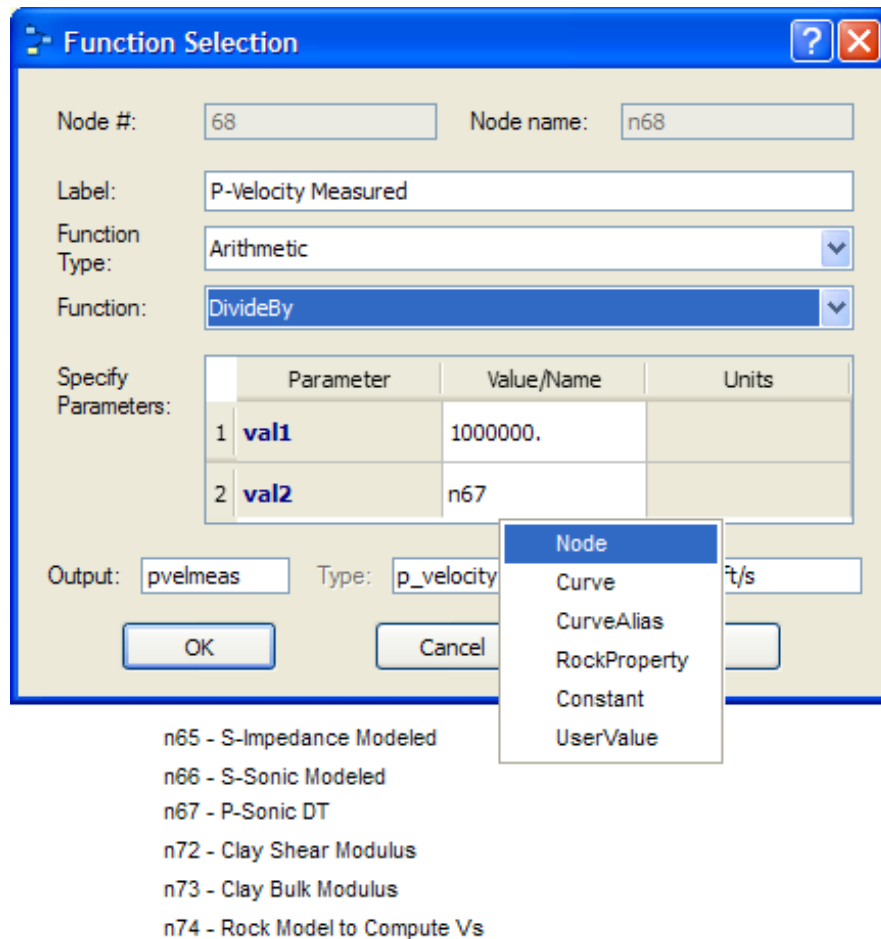 Function Selection
Node #: 68 Node name: n68
Label: P-Velocity Measured
Function
Type: Arithmetic
Function: DivideBy
Specify
Parameters:
Parameter Value/Name Units
1 val1 1000000.
2 val2 n67
Output: pvelmeas Type: p_velocity ft/s
OK Cancel
Node
Curve
CurveAlias
RockProperty
Constant
UserValue
n65 - S-Impedance Modeled
n66 - S-Sonic Modeled
n67 - P-Sonic DT
n72 - Clay Shear Modulus
n73 - Clay Bulk Modulus
n74 - Rock Model to Compute Vs